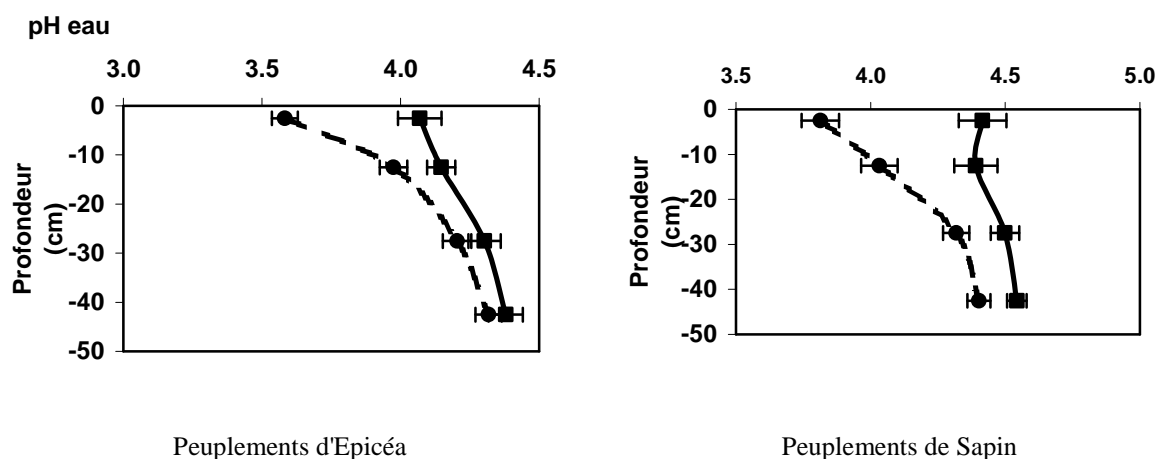 pH eau
3.0 3.5 4.0 4.5
0
-10
-20
-30
-40
-50
Profondeur
(cm)
Peuplements d'Epicéa
3.5 4.0 4.5 5.0
0
-10
-20
-30
-40
-50
Profondeur
(cm)
Peuplements de Sapin